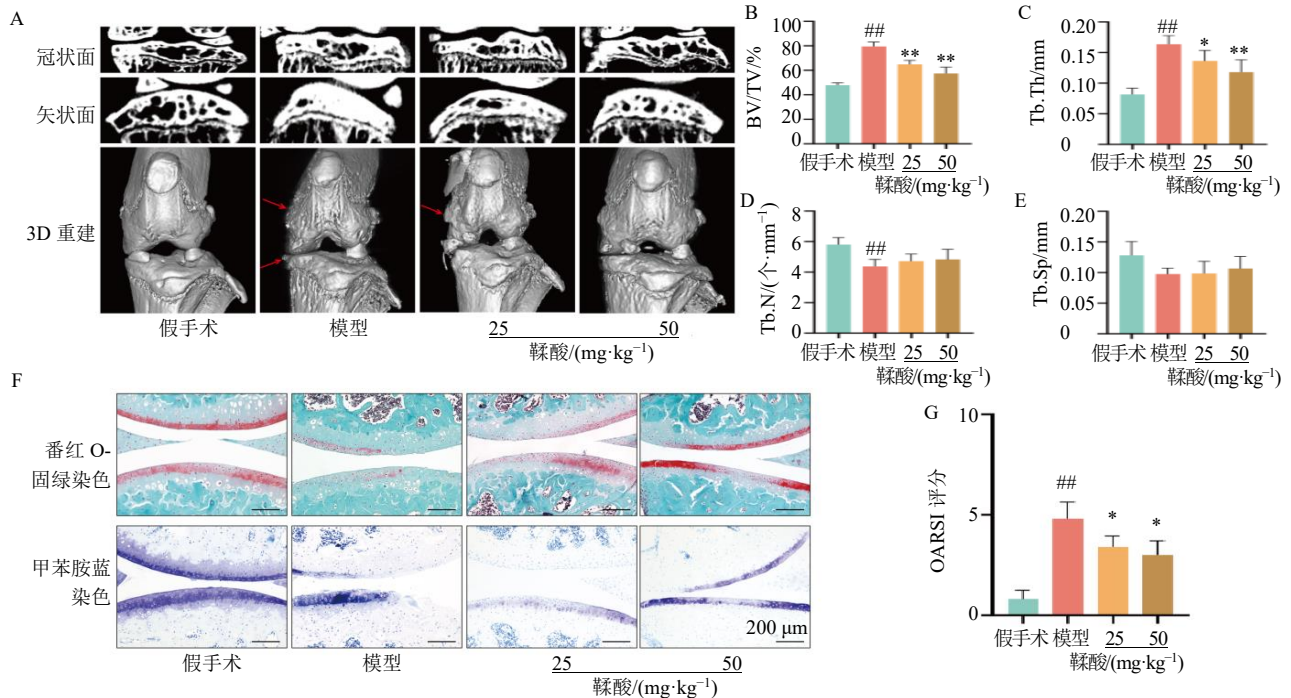 A
冠状面
矢状面
3D 重建
假手术 模型 25 50
鞣酸/(mg·kg⁻¹)
B
BV/TV/%
100
80
60
40
20
0
##
**
**
假手术 模型 25 50
鞣酸/(mg·kg⁻¹)
C
Tb.Th/mm
0.20
0.15
0.10
0.05
0
##
*
**
假手术 模型 25 50
鞣酸/(mg·kg⁻¹)
D
Tb.N/(个·mm⁻¹)
8
6
4
2
0
##
假手术 模型 25 50
鞣酸/(mg·kg⁻¹)
E
Tb.Sp/mm
0.20
0.15
0.10
0.05
0
假手术 模型 25 50
鞣酸/(mg·kg⁻¹)
F
番红 O-
固绿染色
甲苯胺蓝
染色
200 μm
假手术 模型 25 50
鞣酸/(mg·kg⁻¹)
G
OARSI 评分
10
5
0
##
*
*
假手术 模型 25 50
鞣酸/(mg·kg⁻¹)